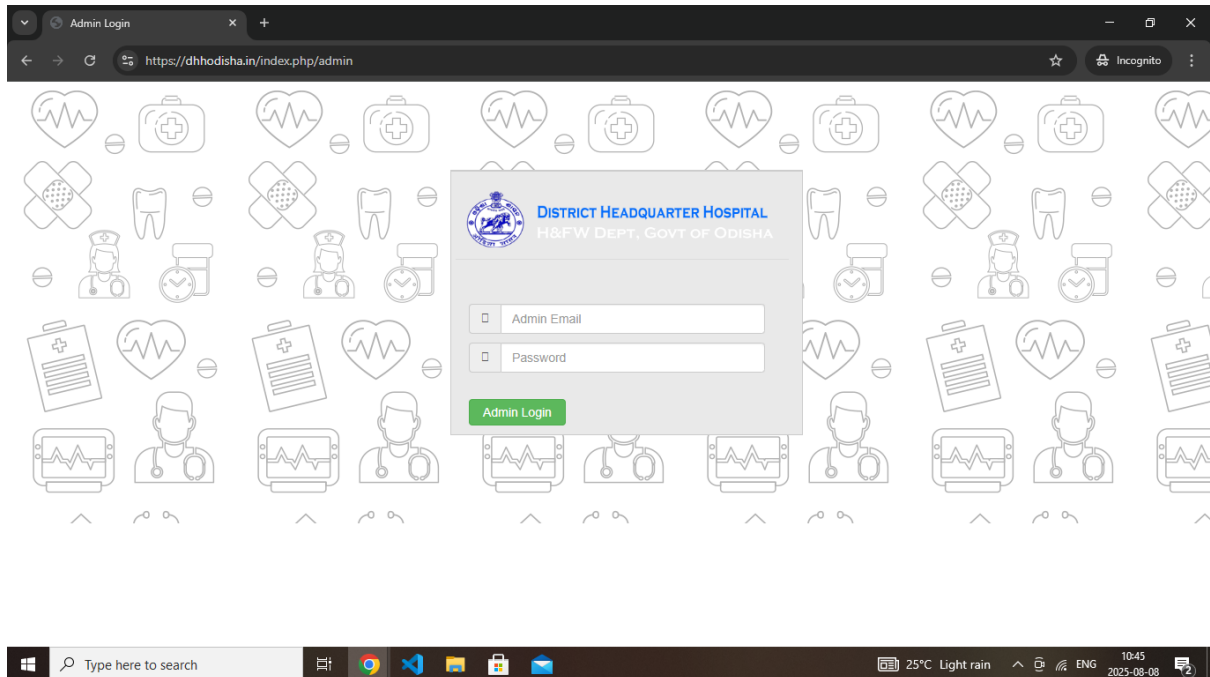 Admin Login
https://dhhodisha.in/index.php/admin
Incognito
DISTRICT HEADQUARTER HOSPITAL
H&FW DEPT, GOVT OF ODISHA
Admin Email
Password
Admin Login
Type here to search
25°C Light rain
ENG
10:45
2025-08-08
2